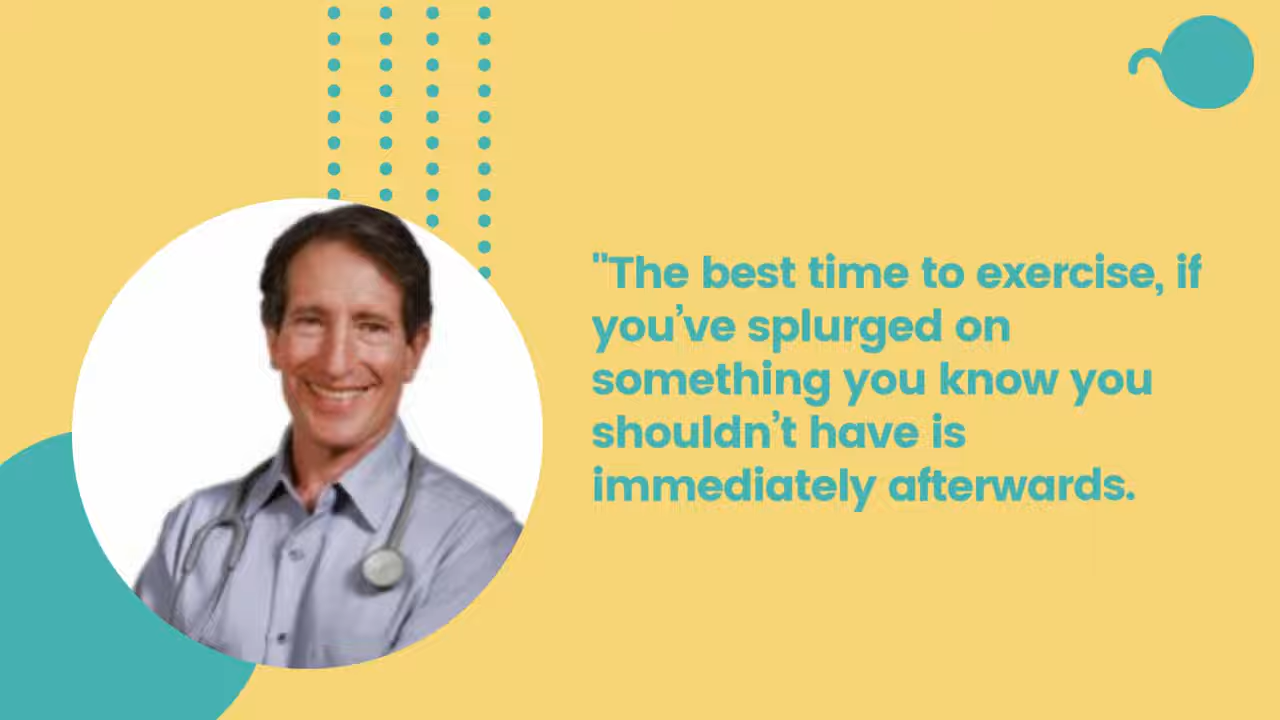 "The best time to exercise, if
you’ve splurged on
something you know you
shouldn’t have is
immediately afterwards.